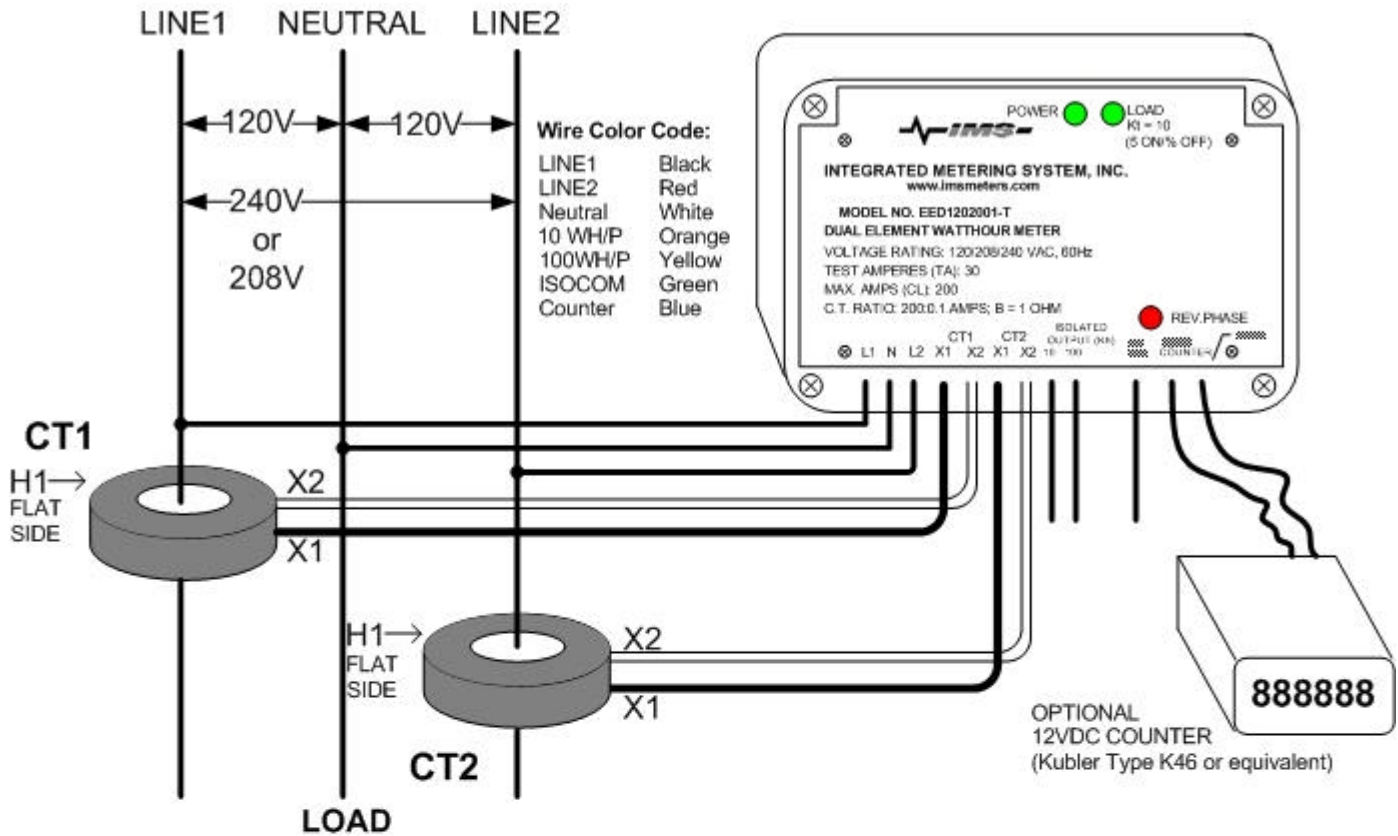 LINE1 NEUTRAL LINE2
120V 120V
240V
or
208V
Wire Color Code:
LINE1 Black
LINE2 Red
Neutral White
10 WH/P Orange
100WH/P Yellow
ISOCOM Green
Counter Blue
POWER LOAD
Kt = 10
(5 ON/% OFF)
IMS
INTEGRATED METERING SYSTEM, INC.
www.imsmeters.com
MODEL NO. EED1202001-T
DUAL ELEMENT WATTHOUR METER
VOLTAGE RATING: 120/208/240 VAC, 60Hz
TEST AMPERES (TA): 30
MAX. AMPS (CL): 200
C.T. RATIO: 200:0.1 AMPS; B = 1 OHM
REV.PHASE
CT1 CT2 ISOLATED
OUTPUT (Kh)
L1 N L2 X1 X2 X1 X2 10 100 COUNTER
CT1
H1
FLAT
SIDE
X2
X1
H1
FLAT
SIDE
X2
X1
CT2
LOAD
888888
OPTIONAL
12VDC COUNTER
(Kubler Type K46 or equivalent)